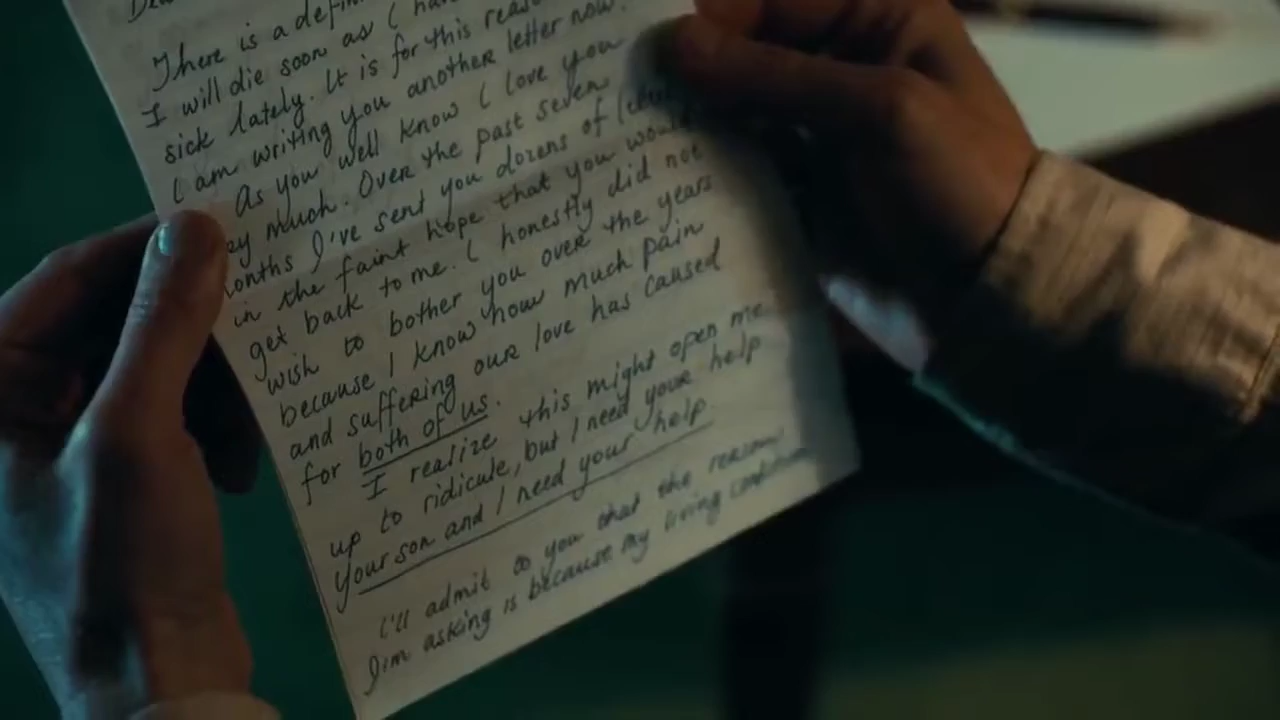 There is a
I will die soon as I
sick lately. It is for this
I am writing you another letter now.
As you well know I love you
much. Over the past seven
I've sent you dozens of
in the faint hope that you would
get back to me. I honestly did not
wish to bother you over the years
because I know how much pain
and suffering our love has caused
for both of us.
I realize this might open me
up to ridicule, but I need your help
your son and I need your help
I'll admit to you that the reason
I'm asking is because my living